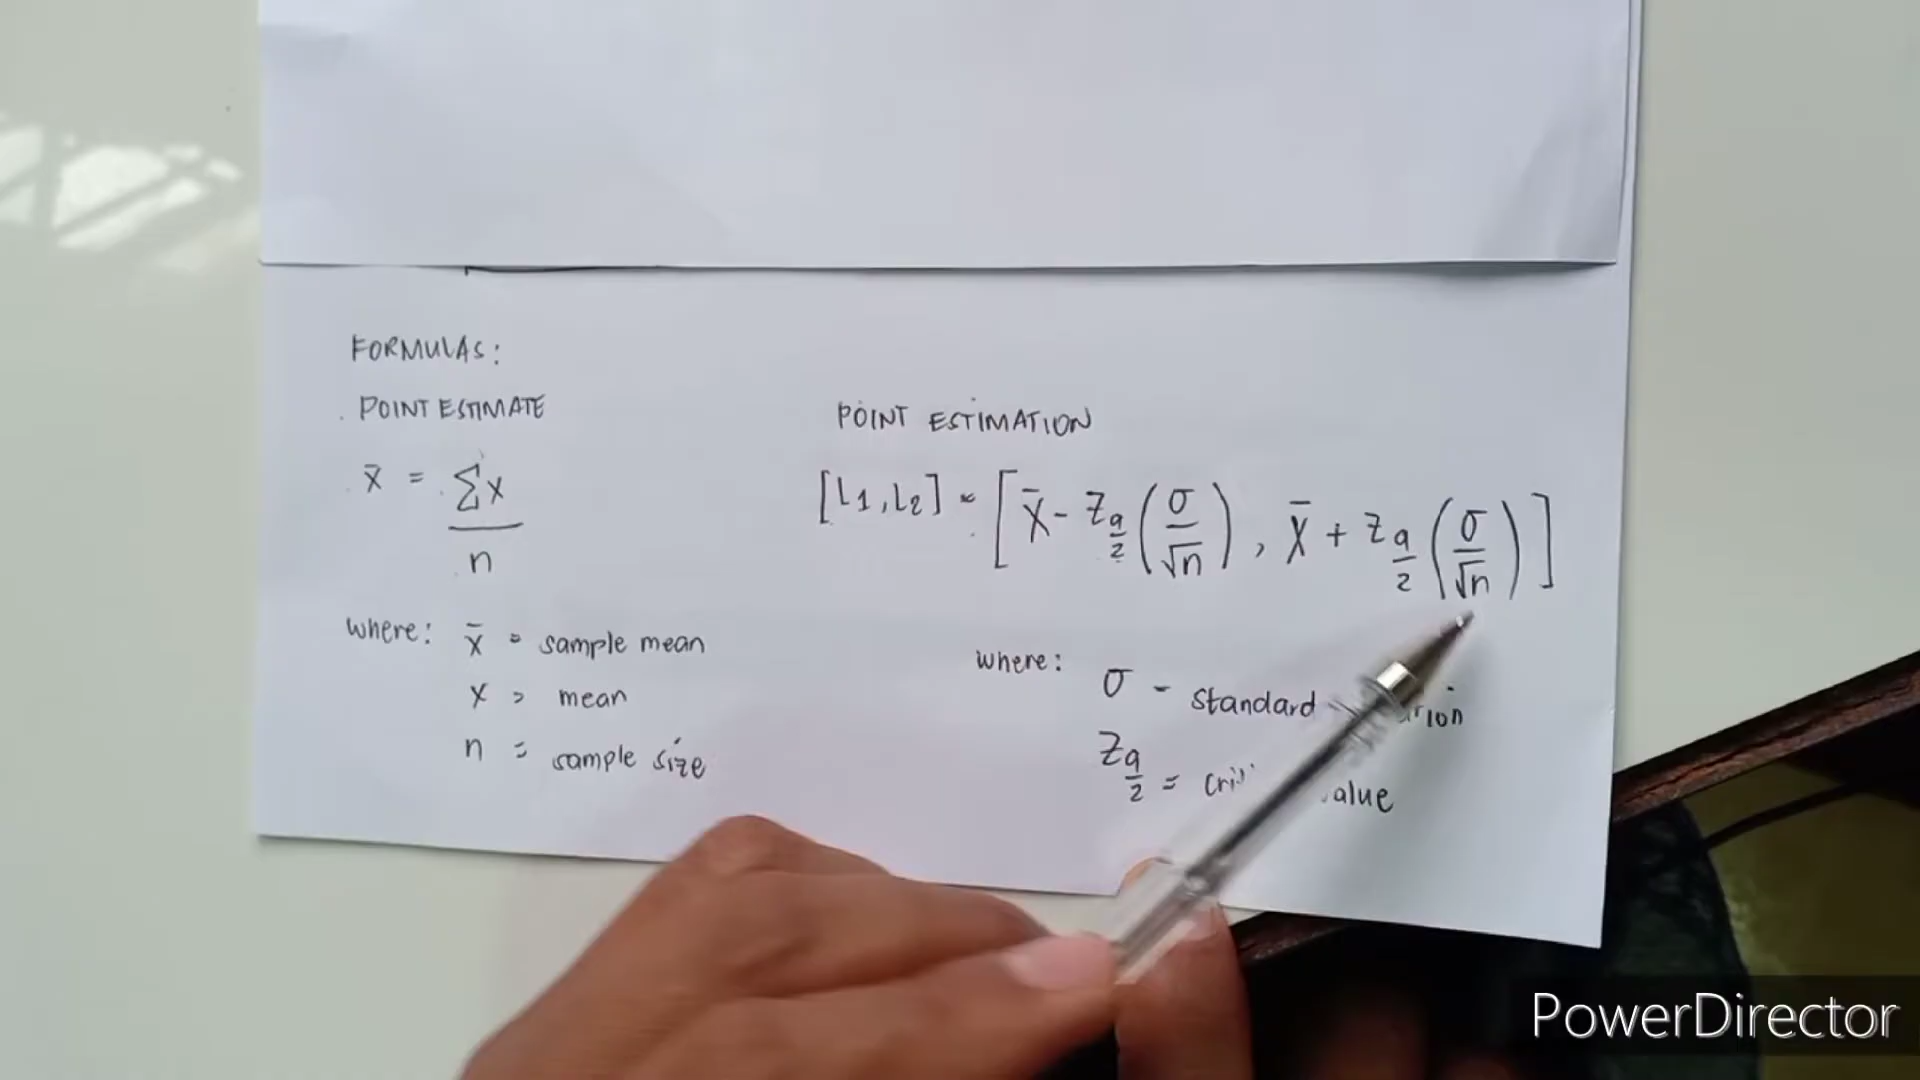 FORMULAS:
POINT ESTIMATE
x̄ = Σx
n
where: x̄ = sample mean
x = mean
n = sample size
POINT ESTIMATION
[L1, L2] = [x̄ - Za/2 (σ/√n), x̄ + Za/2 (σ/√n)]
where: σ - standard
Za/2 =
PowerDirector